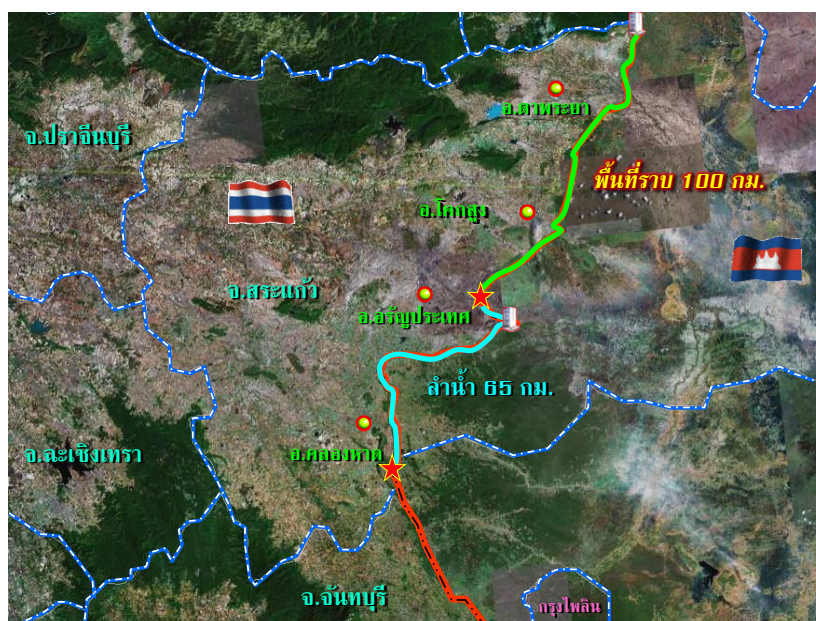 อ.ตาพระยา
จ.ปราจีนบุรี
พื้นที่ราบ 100 กม.
อ.โคกสูง
จ.สระแก้ว
อ.อรัญประเทศ
ลำน้ำ 65 กม.
อ.คลองหาด
จ.ฉะเชิงเทรา
จ.จันทบุรี
กรุงไพลิน